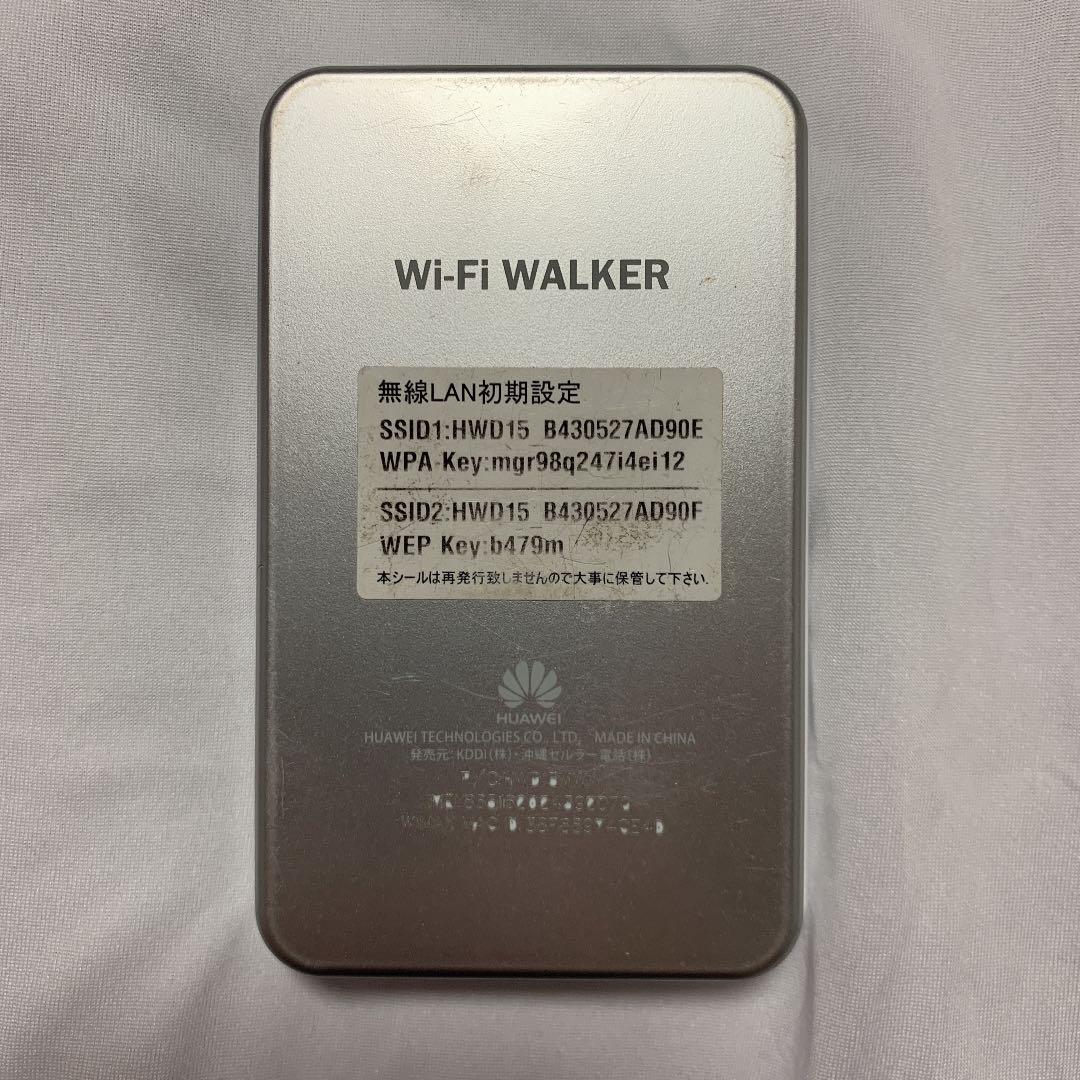 Wi-Fi WALKER
無線LAN初期設定
SSID1:HWD15_B430527AD90E
WPA-Key:mgr98q247i4ei12
SSID2:HWD15_B430527AD90F
WEP Key:b479m
本シールは再発行致しませんので大事に保管して下さい.
HUAWEI
HUAWEI TECHNOLOGIES CO., LTD. MADE IN CHINA
発売元:KDDI(株)・沖縄セルラー電話(株)